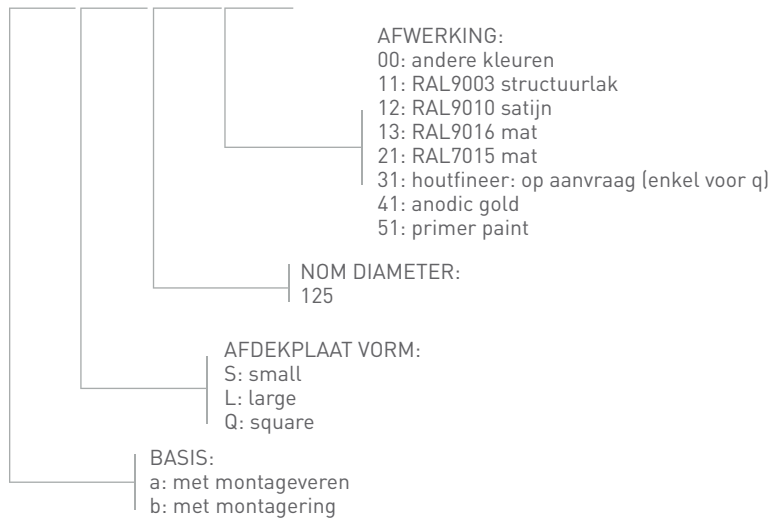 AFWERKING:
00: andere kleuren
11: RAL9003 structuurlak
12: RAL9010 satijn
13: RAL9016 mat
21: RAL7015 mat
31: houtfineer: op aanvraag (enkel voor q)
41: anodic gold
51: primer paint
NOM DIAMETER:
125
AFDEKPLAAT VORM:
S: small
L: large
Q: square
BASIS:
a: met montageveren
b: met montagering